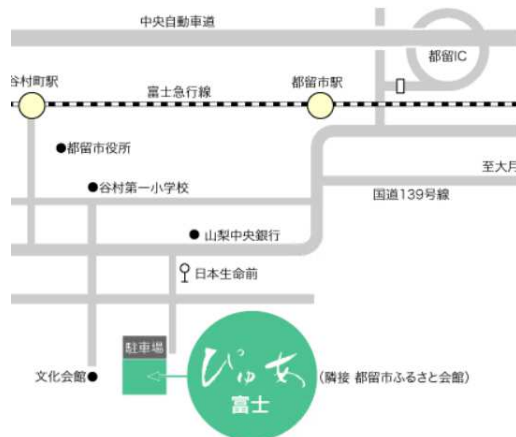 中央自動車道
都留IC
谷村町駅
都留市駅
富士急行線
●都留市役所
至大月
●谷村第一小学校
国道139号線
●山梨中央銀行
日本生命前
駐車場
ぴゅあ
富士
文化会館●
(隣接 都留市ふるさと会館)